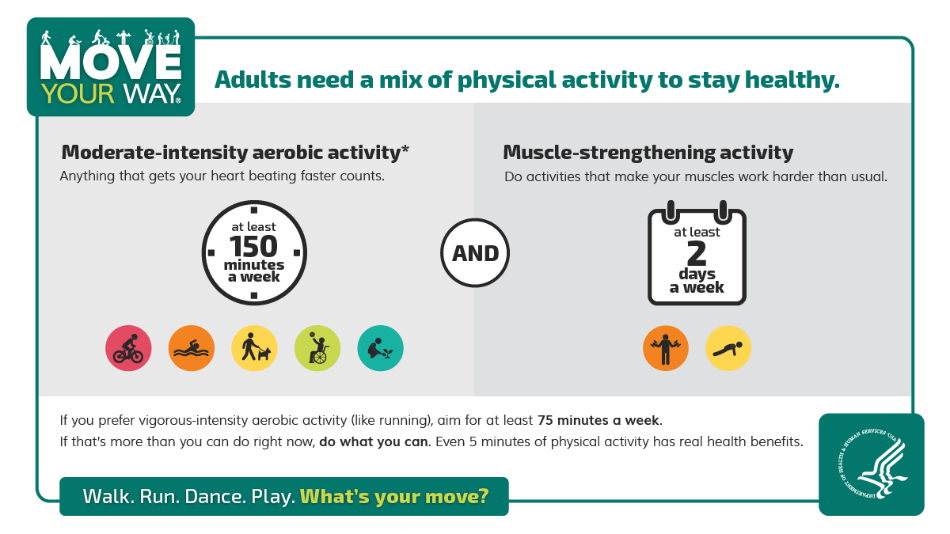 MOVE
YOUR WAY.®
Adults need a mix of physical activity to stay healthy.
Moderate-intensity aerobic activity*
Anything that gets your heart beating faster counts.
at least
150
minutes
a week
AND
Muscle-strengthening activity
Do activities that make your muscles work harder than usual.
at least
2
days
a week
If you prefer vigorous-intensity aerobic activity (like running), aim for at least 75 minutes a week.
If that's more than you can do right now, do what you can. Even 5 minutes of physical activity has real health benefits.
Walk. Run. Dance. Play. What's your move?
DEPARTMENT OF HEALTH & HUMAN SERVICES USA